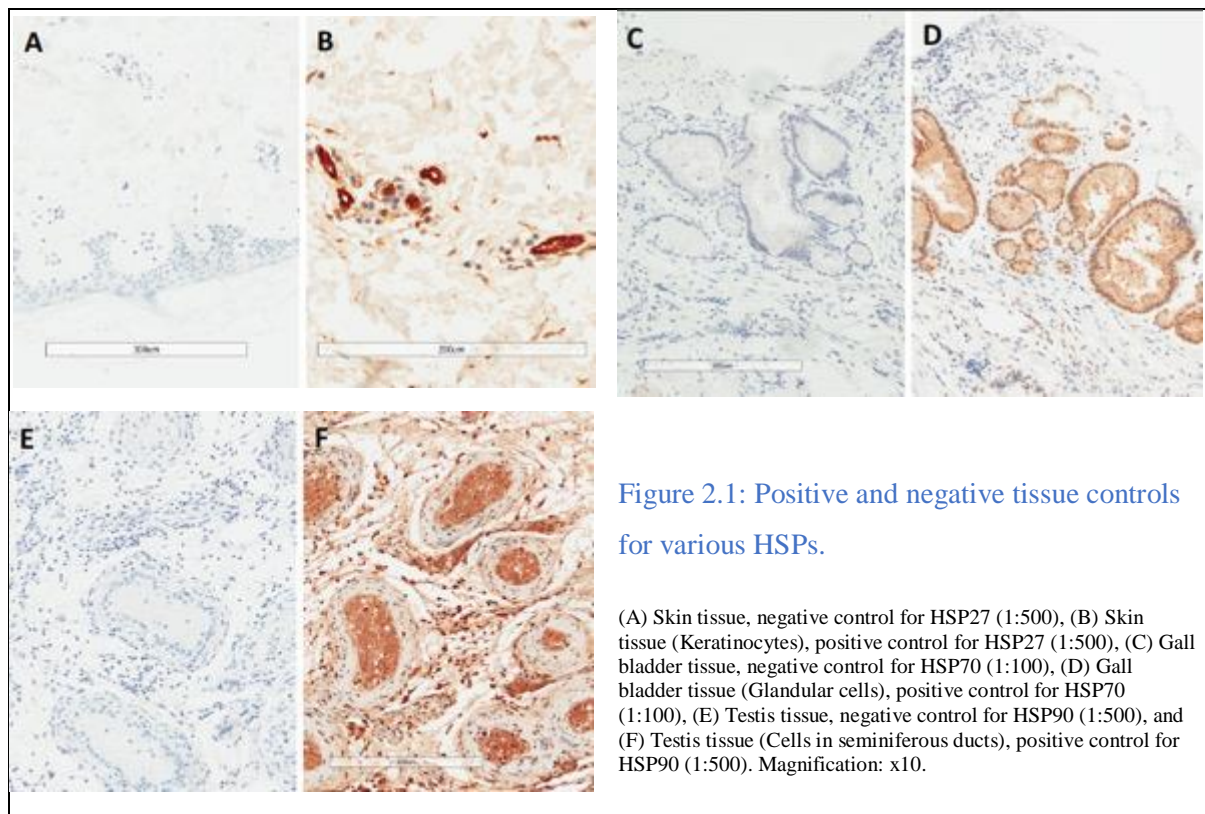 A
B
C
D
E
F
Figure 2.1: Positive and negative tissue controls
for various HSPs.
(A) Skin tissue, negative control for HSP27 (1:500), (B) Skin
tissue (Keratinocytes), positive control for HSP27 (1:500), (C) Gall
bladder tissue, negative control for HSP70 (1:100), (D) Gall
bladder tissue (Glandular cells), positive control for HSP70
(1:100), (E) Testis tissue, negative control for HSP90 (1:500), and
(F) Testis tissue (Cells in seminiferous ducts), positive control for
HSP90 (1:500). Magnification: x10.